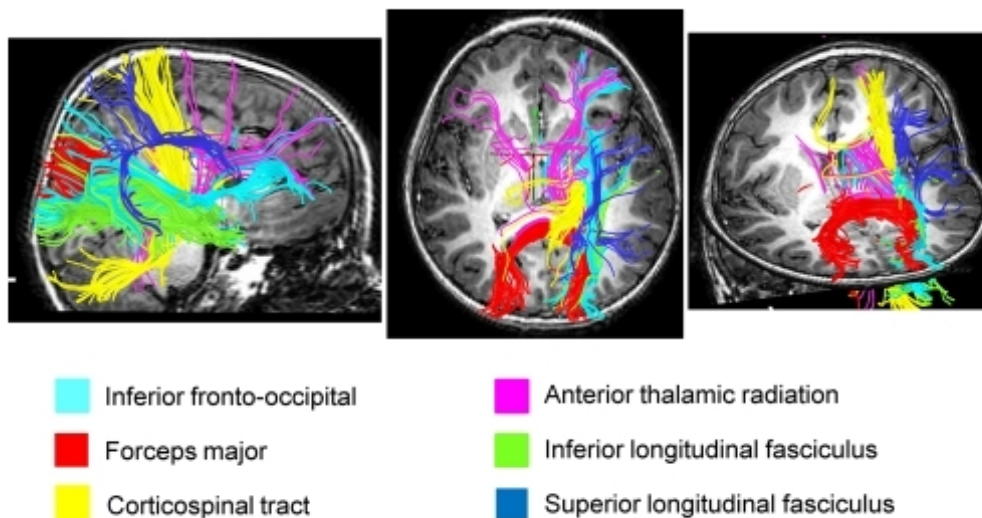 Inferior fronto-occipital
Forceps major
Corticospinal tract
Anterior thalamic radiation
Inferior longitudinal fasciculus
Superior longitudinal fasciculus